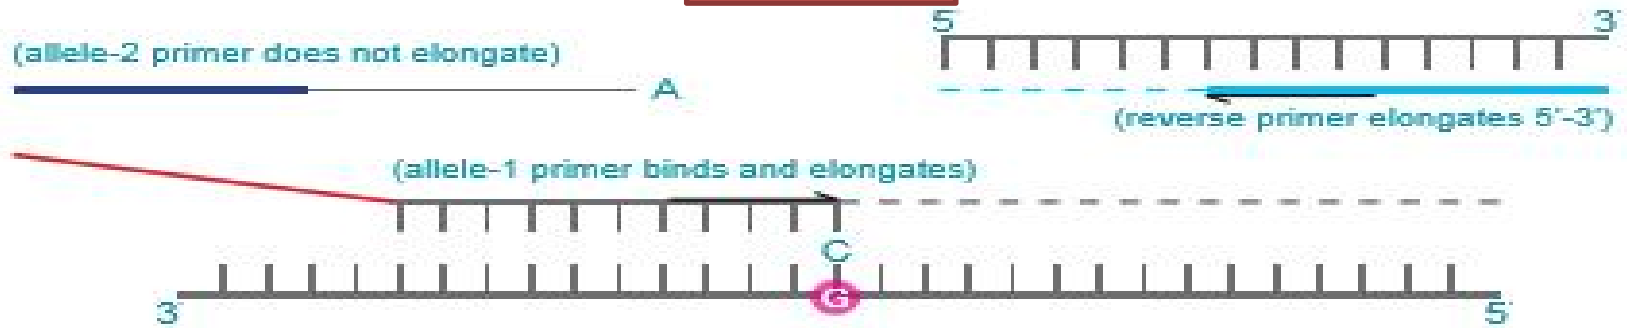 5' 3'
(allele-2 primer does not elongate)
A
(reverse primer elongates 5'-3')
(allele-1 primer binds and elongates)
C
G
3' 5'